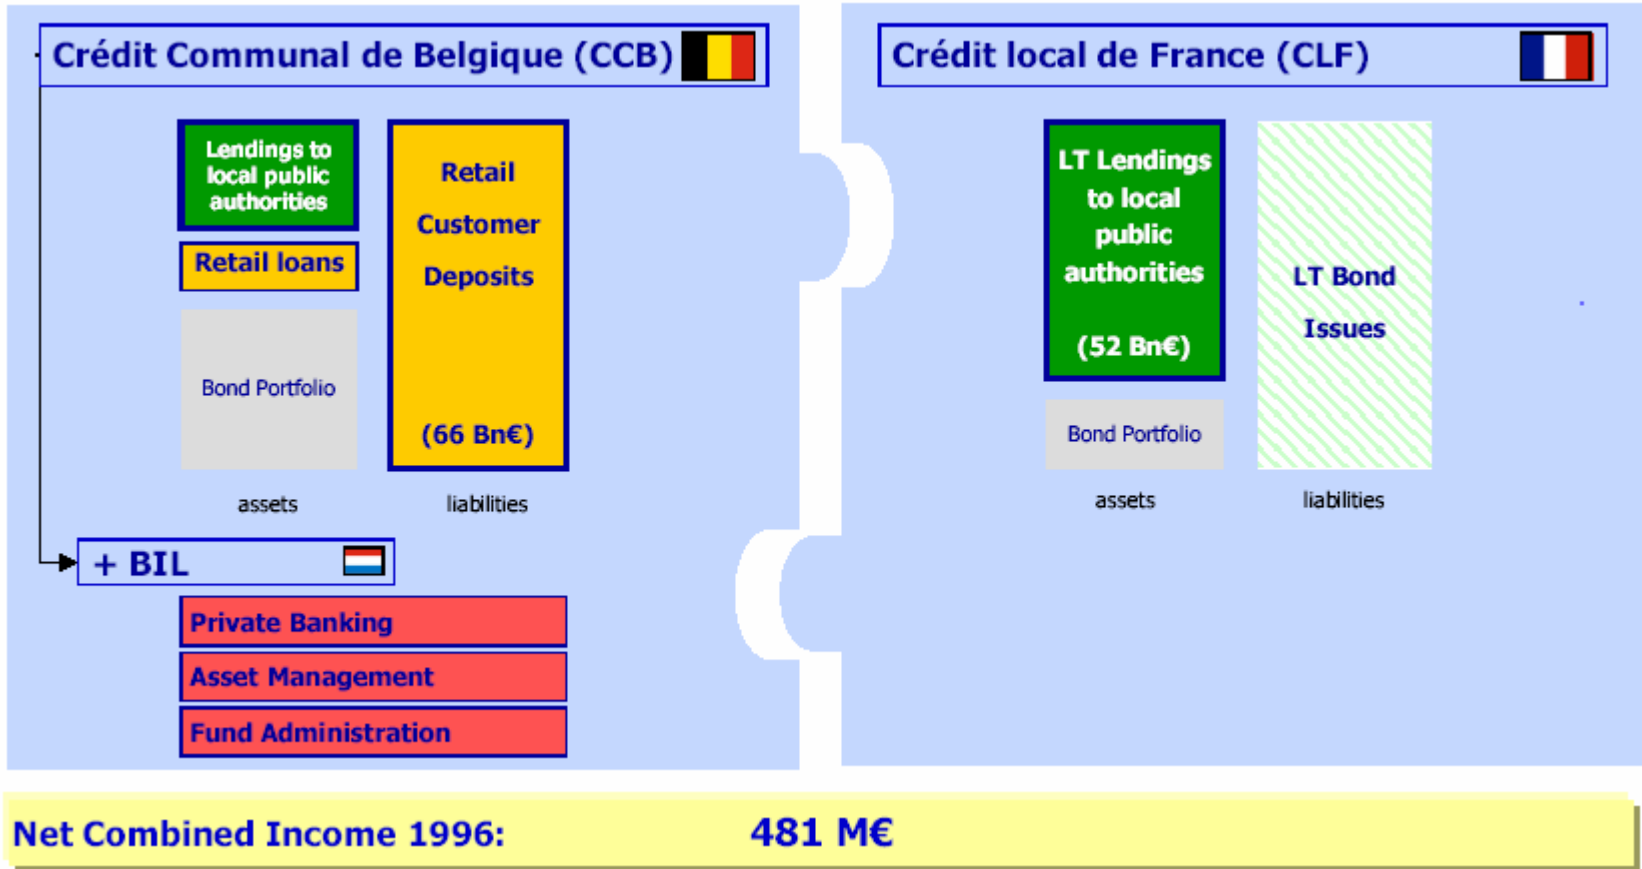 Crédit Communal de Belgique (CCB)
Lendings to
local public
authorities
Retail loans
Bond Portfolio
assets
Retail
Customer
Deposits
(66 Bn€)
liabilities
+ BIL
Private Banking
Asset Management
Fund Administration
Crédit local de France (CLF)
LT Lendings
to local
public
authorities
(52 Bn€)
Bond Portfolio
assets
LT Bond
Issues
liabilities
Net Combined Income 1996: 481 M€